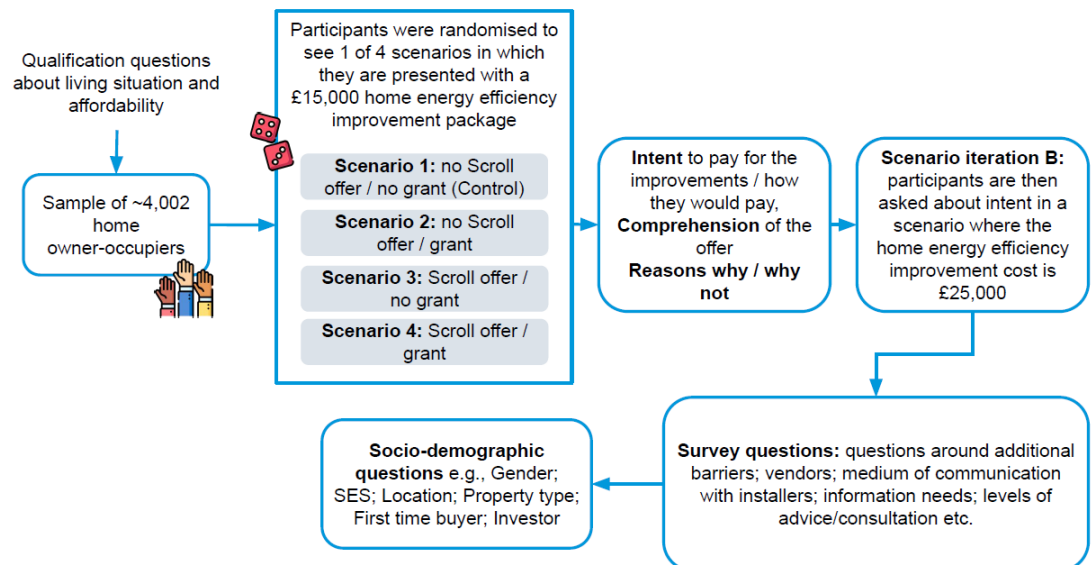 Qualification questions
about living situation and
affordability
Sample of ~4,002
home
owner-occupiers
Participants were randomised to
see 1 of 4 scenarios in which
they are presented with a
£15,000 home energy efficiency
improvement package
Scenario 1: no Scroll
offer / no grant (Control)
Scenario 2: no Scroll
offer / grant
Scenario 3: Scroll offer /
no grant
Scenario 4: Scroll offer /
grant
Intent to pay for the
improvements / how
they would pay,
Comprehension of the
offer
Reasons why / why
not
Scenario iteration B:
participants are then
asked about intent in a
scenario where the
home energy efficiency
improvement cost is
£25,000
Survey questions: questions around additional
barriers; vendors; medium of communication
with installers; information needs; levels of
advice/consultation etc.
Socio-demographic
questions e.g., Gender;
SES; Location; Property type;
First time buyer; Investor